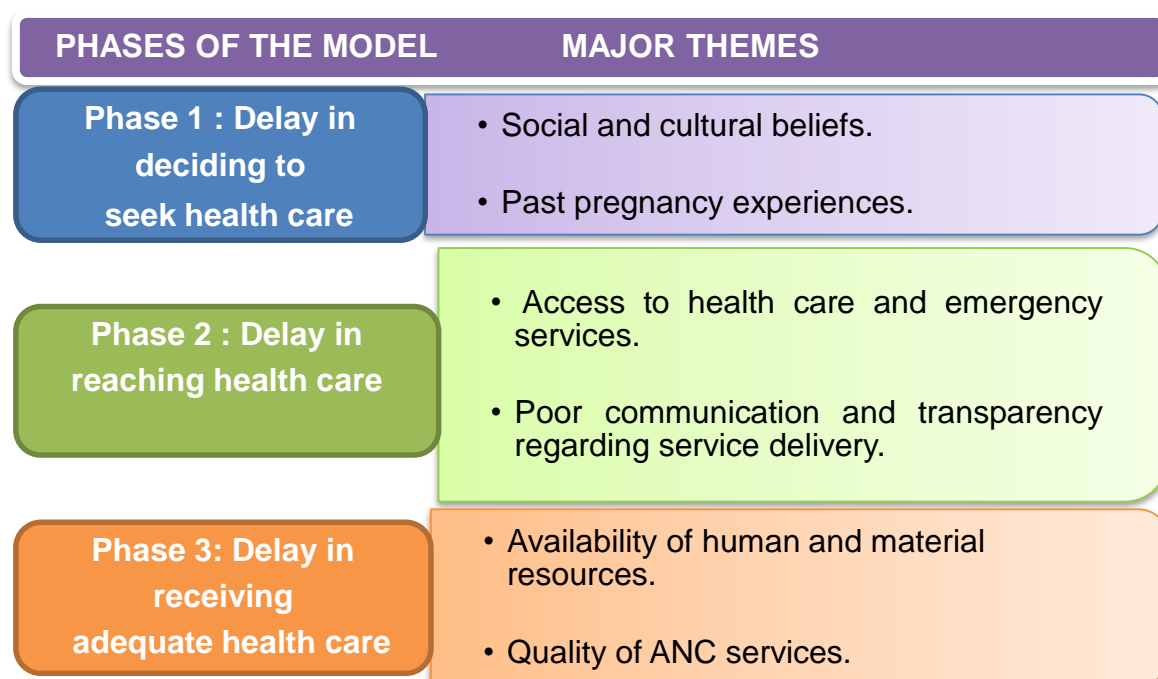 PHASES OF THE MODEL MAJOR THEMES
Phase 1 : Delay in
deciding to
seek health care
• Social and cultural beliefs.
• Past pregnancy experiences.
Phase 2 : Delay in
reaching health care
• Access to health care and emergency
services.
• Poor communication and transparency
regarding service delivery.
Phase 3: Delay in
receiving
adequate health care
• Availability of human and material
resources.
• Quality of ANC services.